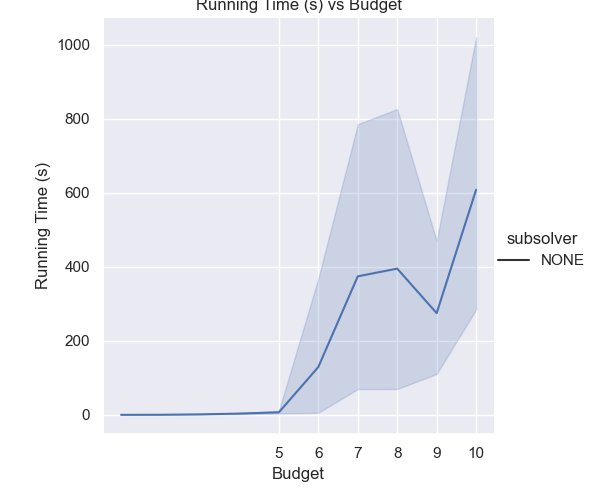 Running Time (s) vs Budget
1000
800
600
400
200
0
Running Time (s)
subsolver
NONE
5 6 7 8 9 10
Budget